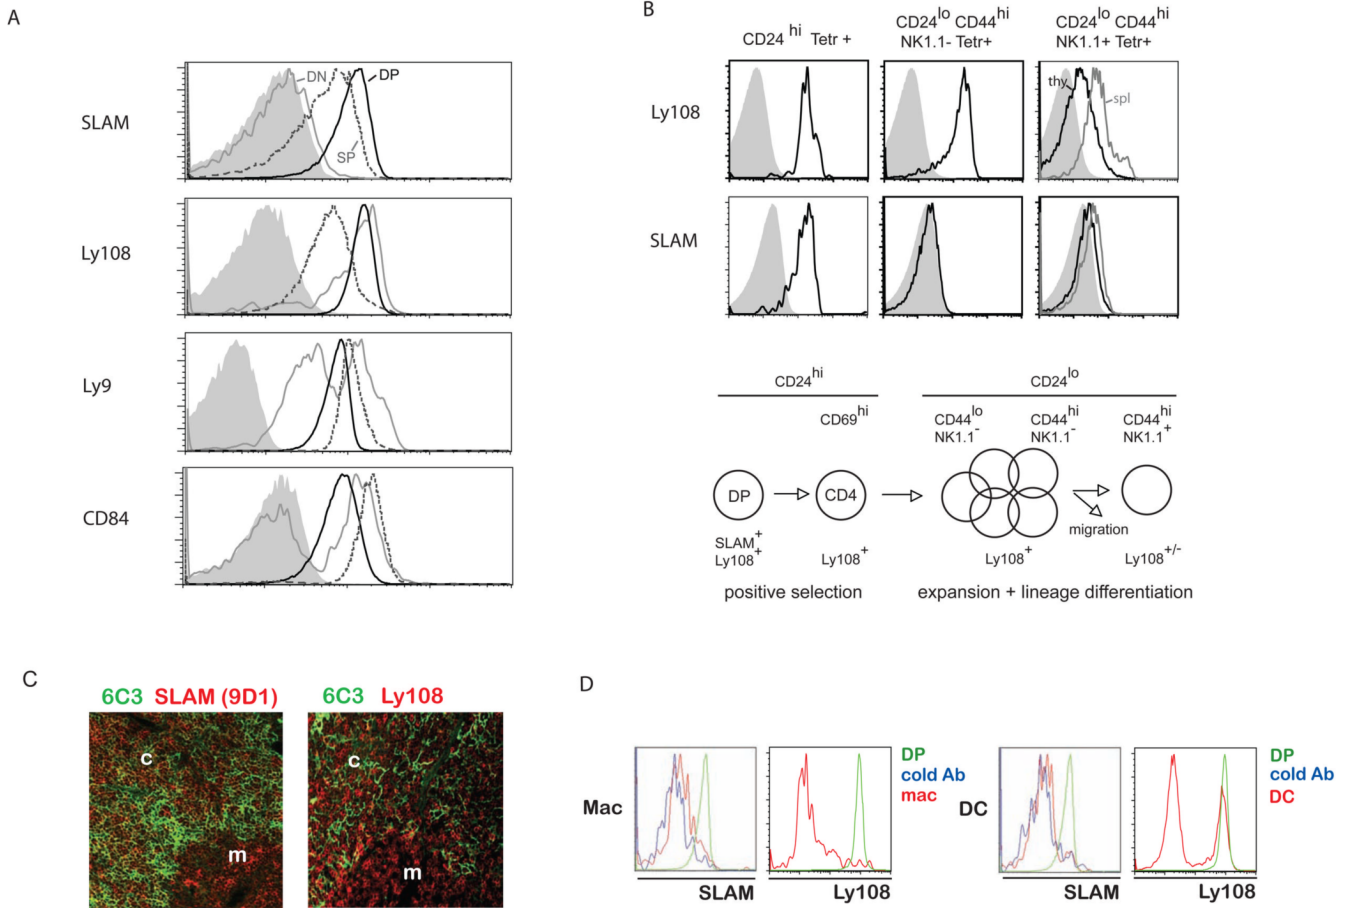 A
SLAM
DN
DP
SP
Ly108
Ly9
CD84
B
CD24 hi Tetr +
CD24lo CD44hi
NK1.1- Tetr+
CD24lo CD44hi
NK1.1+ Tetr+
Ly108
thy
spl
SLAM
CD24hi
CD24lo
CD69hi
CD44lo
NK1.1-
CD44hi
NK1.1-
CD44hi
NK1.1+
DP
CD4
migration
SLAM+
Ly108+
Ly108+
Ly108+
Ly108+/-
positive selection
expansion + lineage differentiation
C
6C3 SLAM (9D1)
6C3 Ly108
c
m
c
m
D
Mac
DP
cold Ab
mac
SLAM
Ly108
DC
DP
cold Ab
DC
SLAM
Ly108